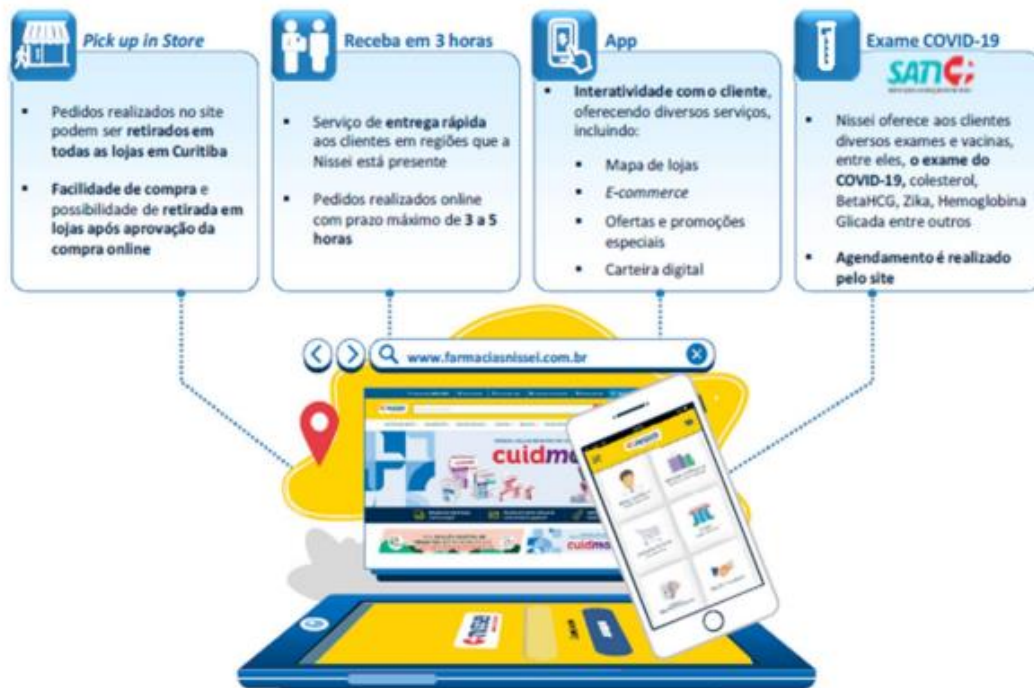 Pick up in Store
Pedidos realizados no site
podem ser retirados em
todas as lojas em Curitiba
Facilidade de compra e
possibilidade de retirada em
lojas após aprovação da
compra online
Receba em 3 horas
Serviço de entrega rápida
aos clientes em regiões que a
Nissei está presente
Pedidos realizados online
com prazo máximo de 3 a 5
horas
App
Interatividade com o cliente,
oferecendo diversos serviços,
incluindo:
Mapa de lojas
E-commerce
Ofertas e promoções
especiais
Carteira digital
Exame COVID-19
Nissei oferece aos clientes
diversos exames e vacinas,
entre eles, o exame do
COVID-19, colesterol,
BetaHCG, Zika, Hemoglobina
Glicada entre outros
Agendamento é realizado
pelo site
www.farmaciasnissei.com.br